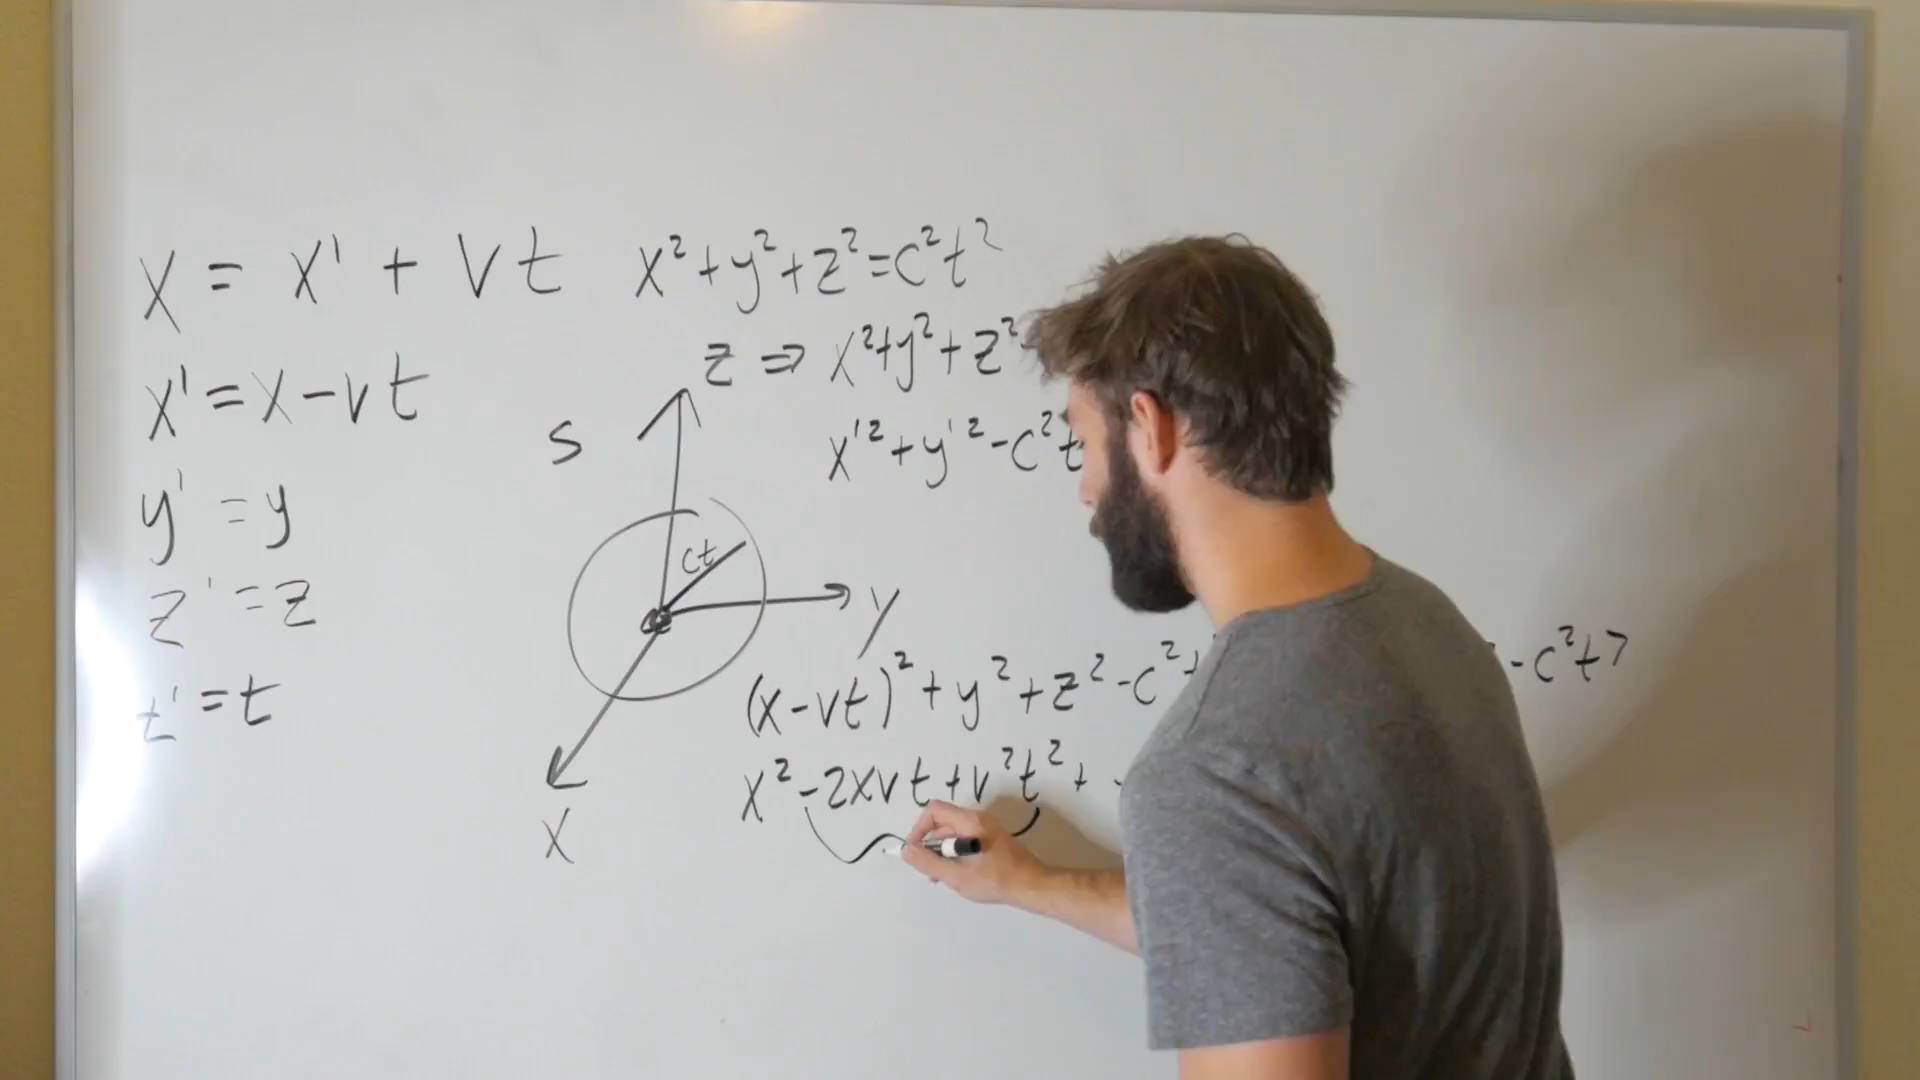 x = x' + vt
x' = x - vt
y' = y
z' = z
t' = t
x² + y² + z² = c²t²
z ⇒ x² + y² + z²
x'² + y'² - c²t
S
ct
y
x
(x - vt)² + y² + z² - c²
- c²t²
x² - 2xvt + v²t² +